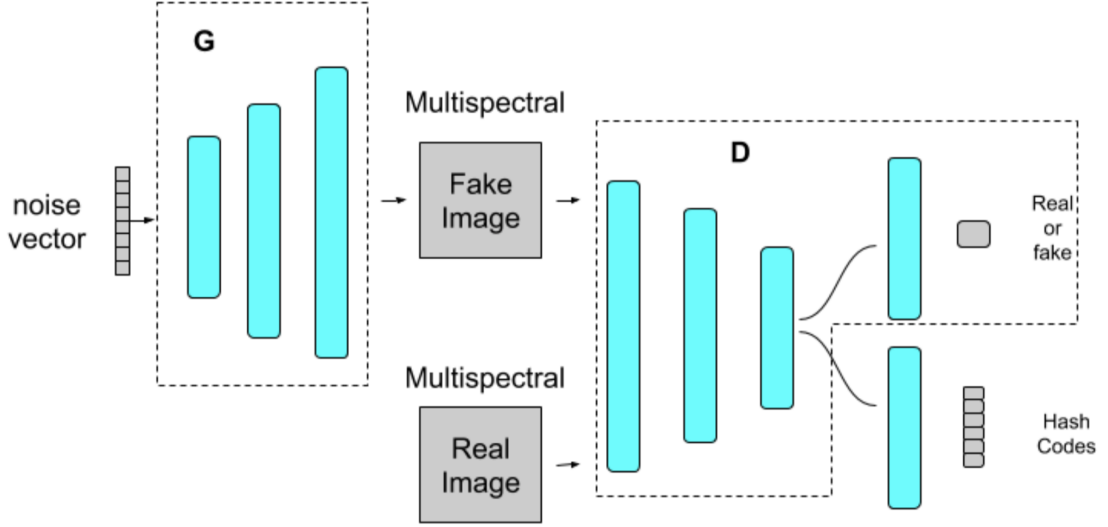 G
noise
vector
Multispectral
Fake
Image
Multispectral
Real
Image
D
Real
or
fake
Hash
Codes